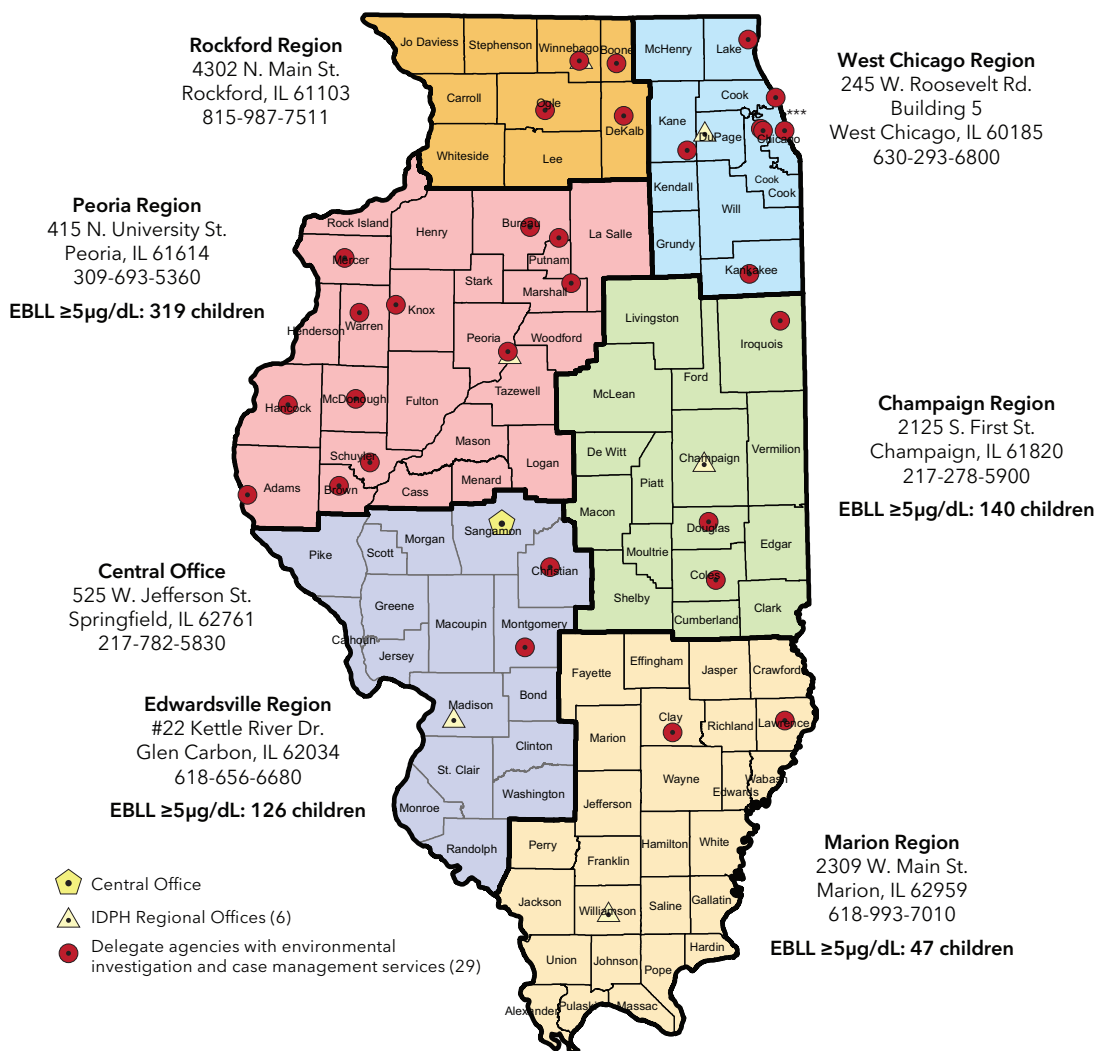 Rockford Region
4302 N. Main St.
Rockford, IL 61103
815-987-7511
West Chicago Region
245 W. Roosevelt Rd.
Building 5
West Chicago, IL 60185
630-293-6800
Peoria Region
415 N. University St.
Peoria, IL 61614
309-693-5360
EBLL ≥5µg/dL: 319 children
Champaign Region
2125 S. First St.
Champaign, IL 61820
217-278-5900
EBLL ≥5µg/dL: 140 children
Central Office
525 W. Jefferson St.
Springfield, IL 62761
217-782-5830
Edwardsville Region
#22 Kettle River Dr.
Glen Carbon, IL 62034
618-656-6680
EBLL ≥5µg/dL: 126 children
Marion Region
2309 W. Main St.
Marion, IL 62959
618-993-7010
EBLL ≥5µg/dL: 47 children
Central Office
IDPH Regional Offices (6)
Delegate agencies with environmental
investigation and case management services (29)
Jo Daviess
Stephenson
Winnebago
Boone
Carroll
Ogle
DeKalb
Whiteside
Lee
McHenry
Lake
Cook
***
Kane
DuPage
Chicago
Cook
Cook
Kendall
Will
Grundy
Kankakee
Rock Island
Henry
Bureau
La Salle
Mercer
Putnam
Stark
Marshall
Knox
Warren
Henderson
Peoria
Woodford
Tazewell
Hancock
McDonough
Fulton
Mason
Logan
Schuyler
Adams
Brown
Cass
Menard
Livingston
Iroquois
Ford
McLean
Vermilion
De Witt
Champaign
Piatt
Macon
Douglas
Moultrie
Edgar
Coles
Shelby
Cumberland
Clark
Pike
Scott
Morgan
Sangamon
Christian
Greene
Macoupin
Montgomery
Calhoun
Jersey
Madison
Bond
Clinton
St. Clair
Washington
Monroe
Randolph
Fayette
Effingham
Jasper
Crawford
Clay
Richland
Lawrence
Marion
Wayne
Edwards
Wabash
Jefferson
Perry
Hamilton
White
Franklin
Jackson
Williamson
Saline
Gallatin
Union
Johnson
Pope
Hardin
Alexander
Pulaski
Massac